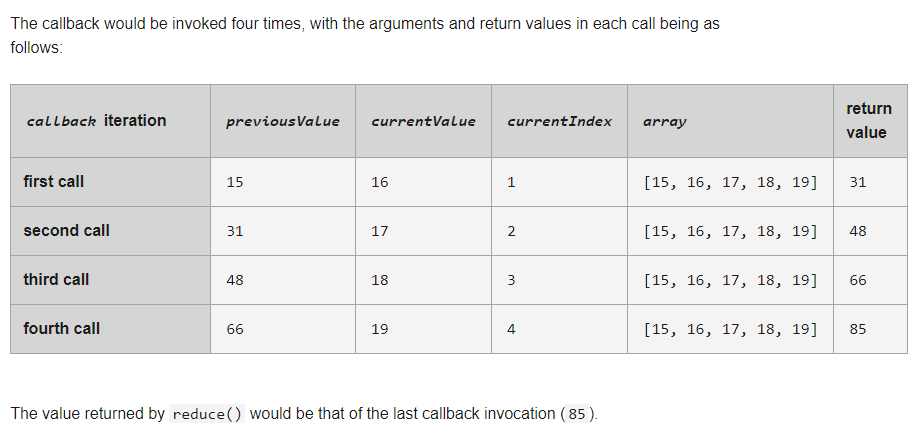 The callback would be invoked four times, with the arguments and return values in each call being as
follows:
callback iteration previousValue currentValue currentIndex array return value
first call 15 16 1 [15, 16, 17, 18, 19] 31
second call 31 17 2 [15, 16, 17, 18, 19] 48
third call 48 18 3 [15, 16, 17, 18, 19] 66
fourth call 66 19 4 [15, 16, 17, 18, 19] 85
The value returned by reduce() would be that of the last callback invocation (85).